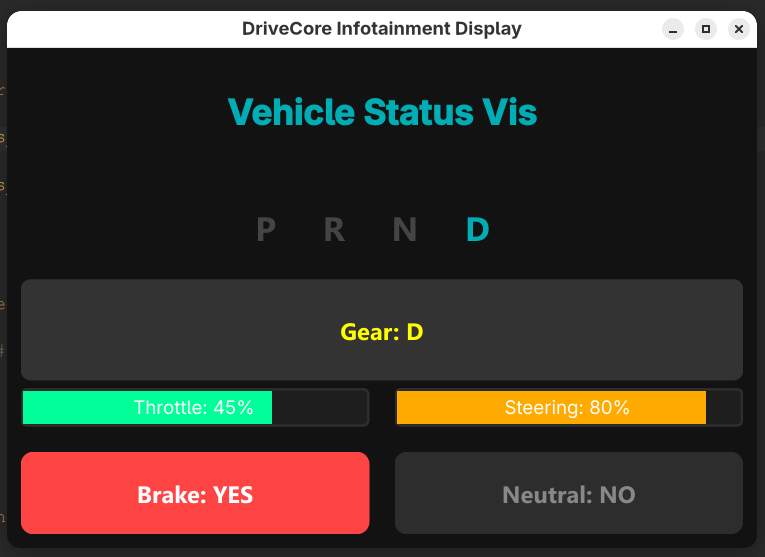 DriveCore Infotainment Display
Vehicle Status Vis
P R N D
Gear: D
Throttle: 45% Steering: 80%
Brake: YES Neutral: NO